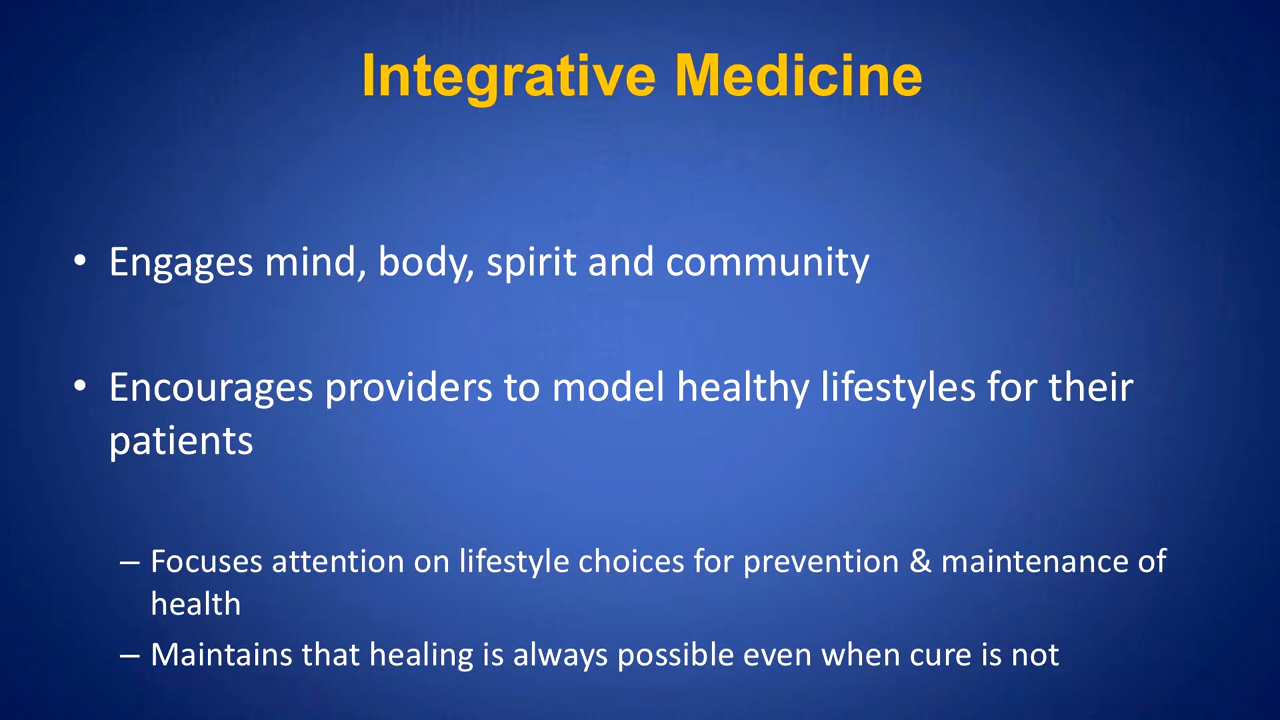 Integrative Medicine
• Engages mind, body, spirit and community
• Encourages providers to model healthy lifestyles for their
patients
– Focuses attention on lifestyle choices for prevention & maintenance of
health
– Maintains that healing is always possible even when cure is not